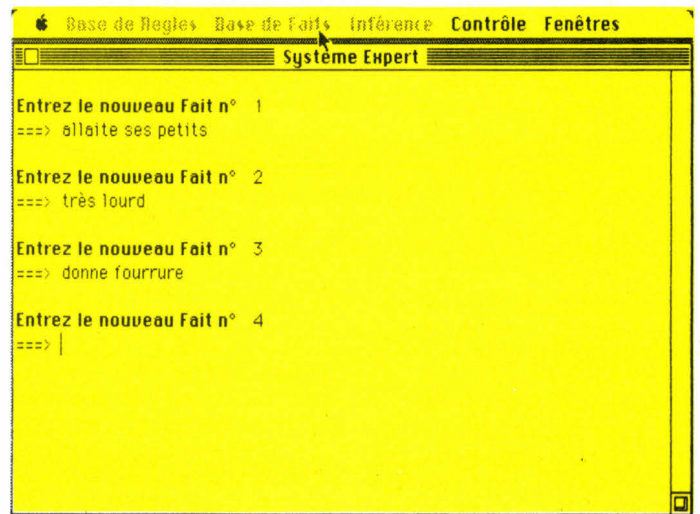 Base de Regles Base de Faits Inférence Contrôle Fenêtres
Système Expert
Entrez le nouveau Fait n° 1
===> allaite ses petits
Entrez le nouveau Fait n° 2
===> très lourd
Entrez le nouveau Fait n° 3
===> donne fourrure
Entrez le nouveau Fait n° 4
===>